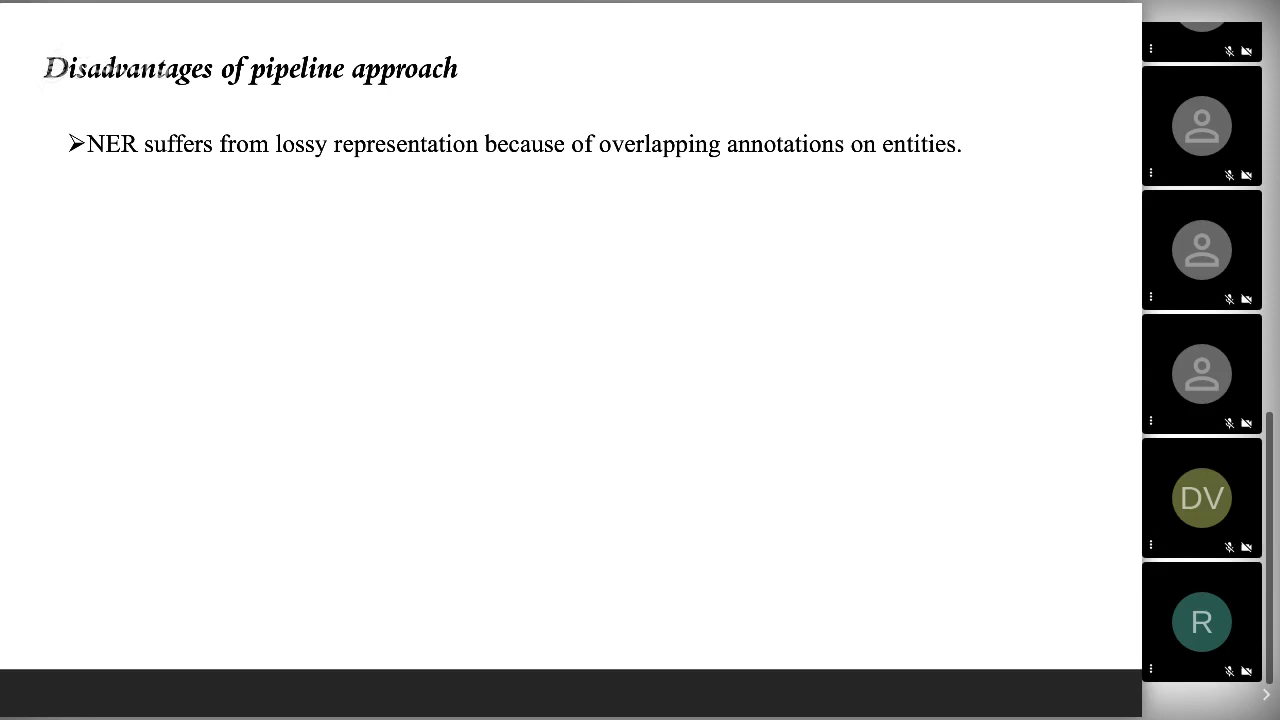 Disadvantages of pipeline approach
➢NER suffers from lossy representation because of overlapping annotations on entities.
DV
R